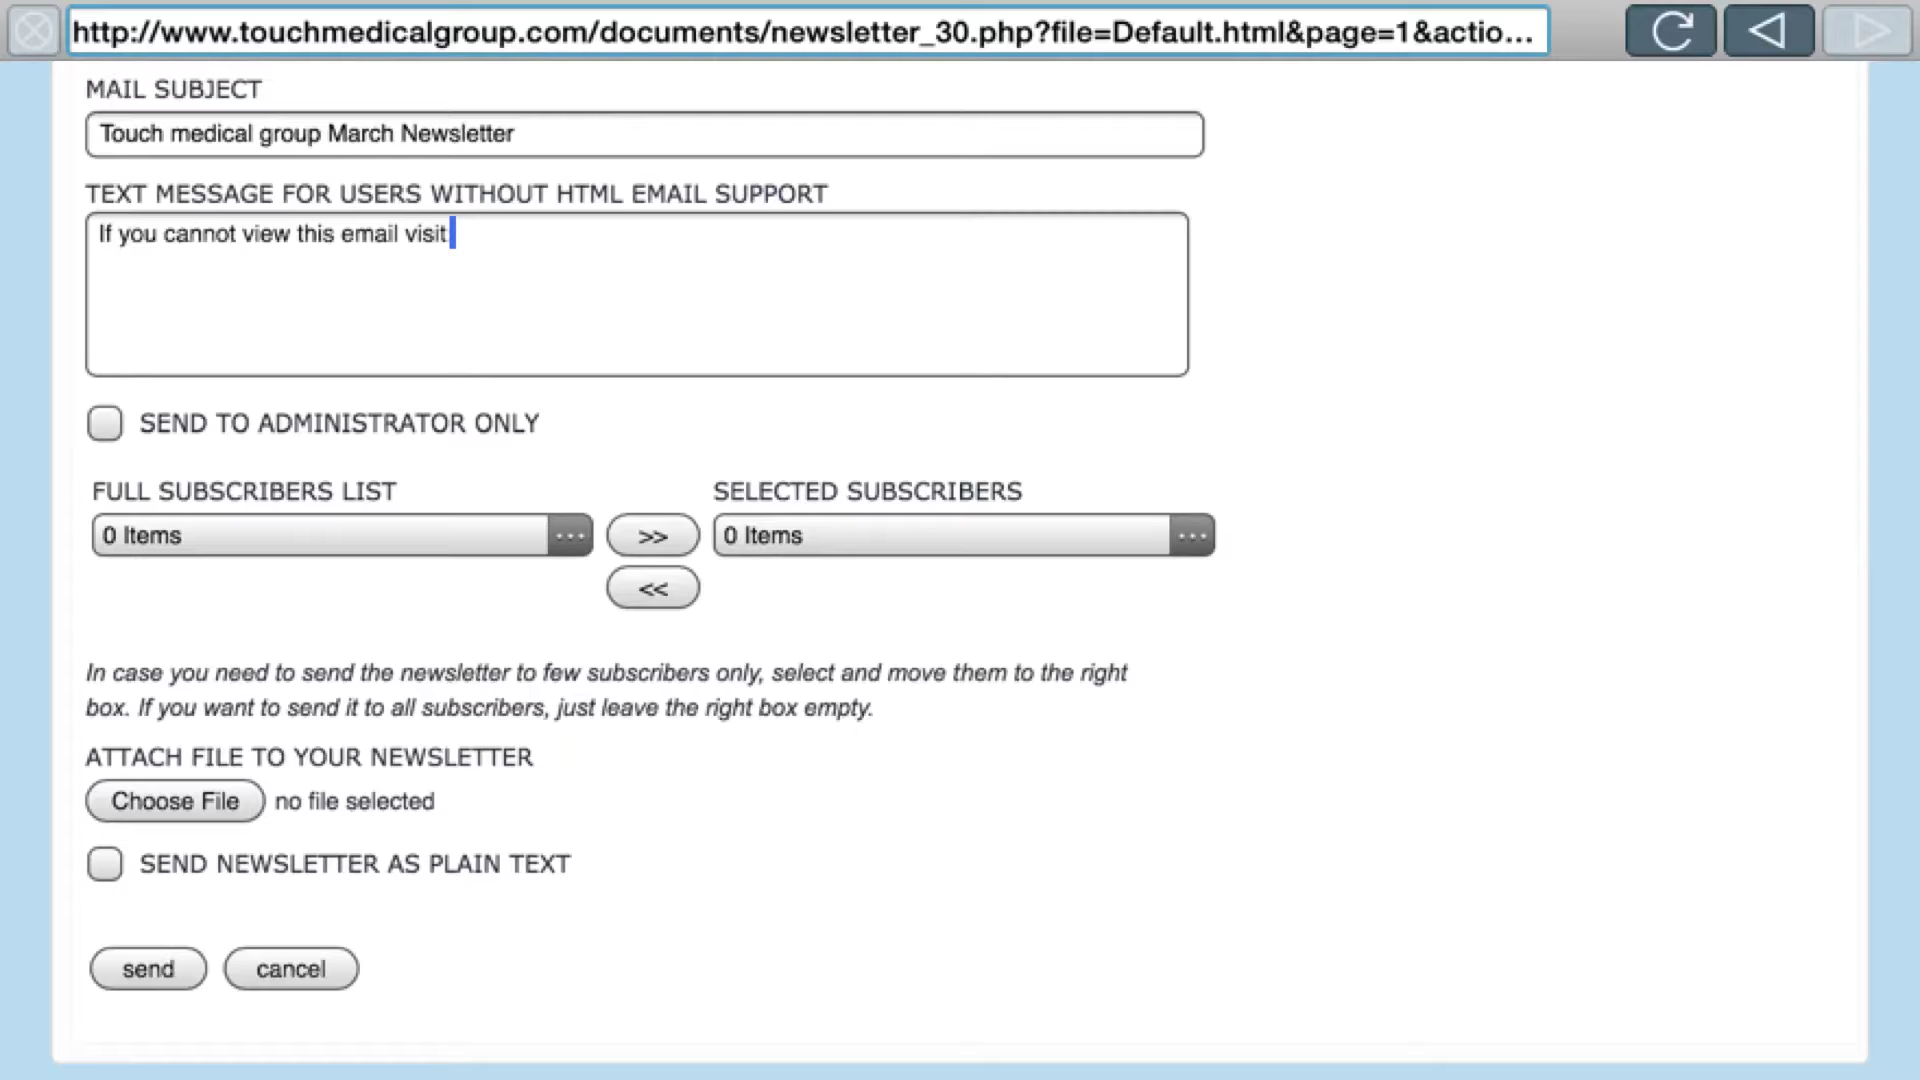 http://www.touchmedicalgroup.com/documents/newsletter_30.php?file=Default.html&page=1&actio...
MAIL SUBJECT
Touch medical group March Newsletter
TEXT MESSAGE FOR USERS WITHOUT HTML EMAIL SUPPORT
If you cannot view this email visit
SEND TO ADMINISTRATOR ONLY
FULL SUBSCRIBERS LIST SELECTED SUBSCRIBERS
0 Items ... >> 0 Items ...
<<
In case you need to send the newsletter to few subscribers only, select and move them to the right
box. If you want to send it to all subscribers, just leave the right box empty.
ATTACH FILE TO YOUR NEWSLETTER
Choose File no file selected
SEND NEWSLETTER AS PLAIN TEXT
send cancel